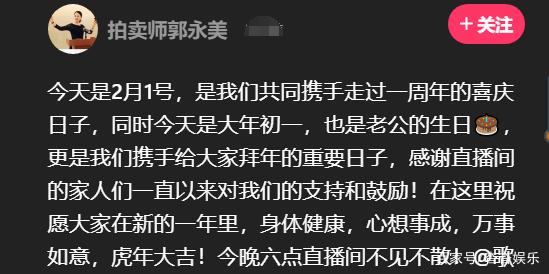 拍卖师郭永美
+关注
今天是2月1号，是我们共同携手走过一周年的喜庆
日子，同时今天是大年初一，也是老公的生日，
更是我们携手给大家拜年的重要日子，感谢直播间
的家人们一直以来对我们的支持和鼓励！在这里祝
愿大家在新的一年里，身体健康，心想事成，万事
如意，虎年大吉！今晚六点直播间不见不散！@歌
娱乐